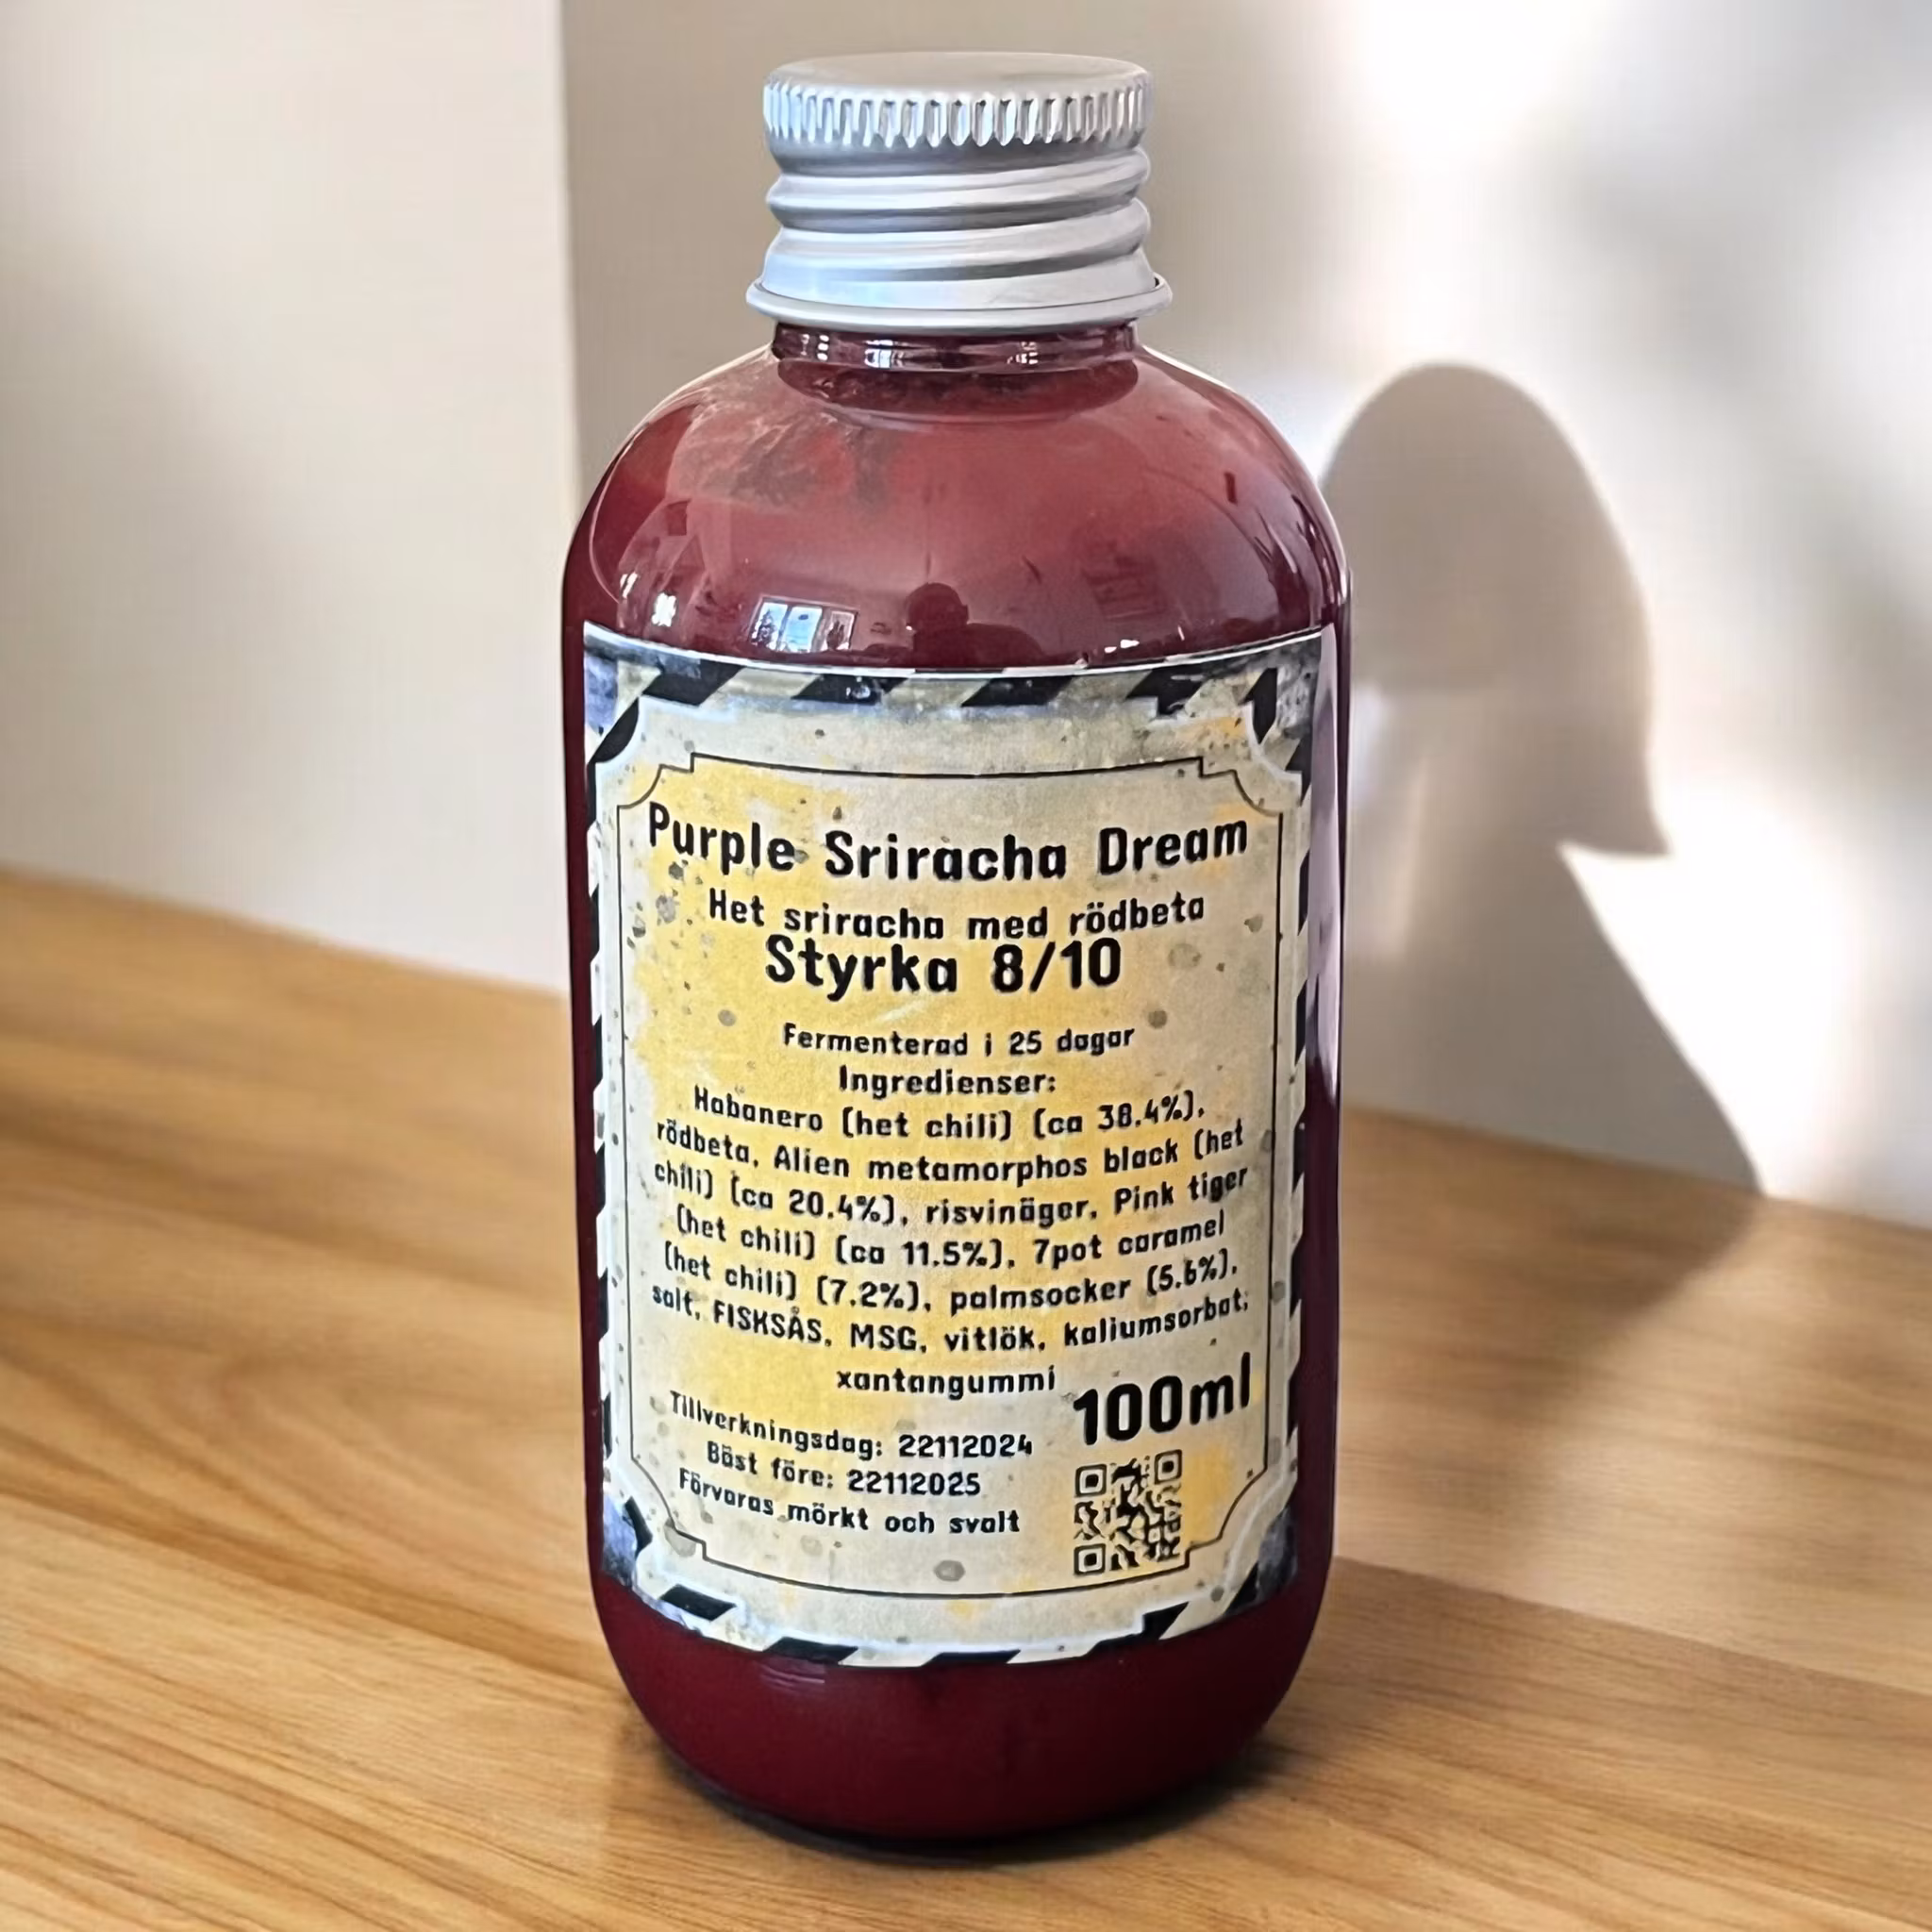 Purple Sriracha Dream
Het sriracha med rödbeta
Styrka 8/10
Fermenterad i 25 dagar
Ingredienser:
Habanero (het chili) (ca 38.4%),
rödbeta, Alien metamorphos black (het
chili) (ca 20.4%), risvinäger, Pink tiger
(het chili) (ca 11.5%), 7pot caramel
(het chili) (7.2%), palmsocker (5.6%),
salt, FISKSÅS, MSG, vitlök, kaliumsorbat,
xantangummi
100ml
Tillverkningsdag: 22112024
Bäst före: 22112025
Förvaras mörkt och svalt